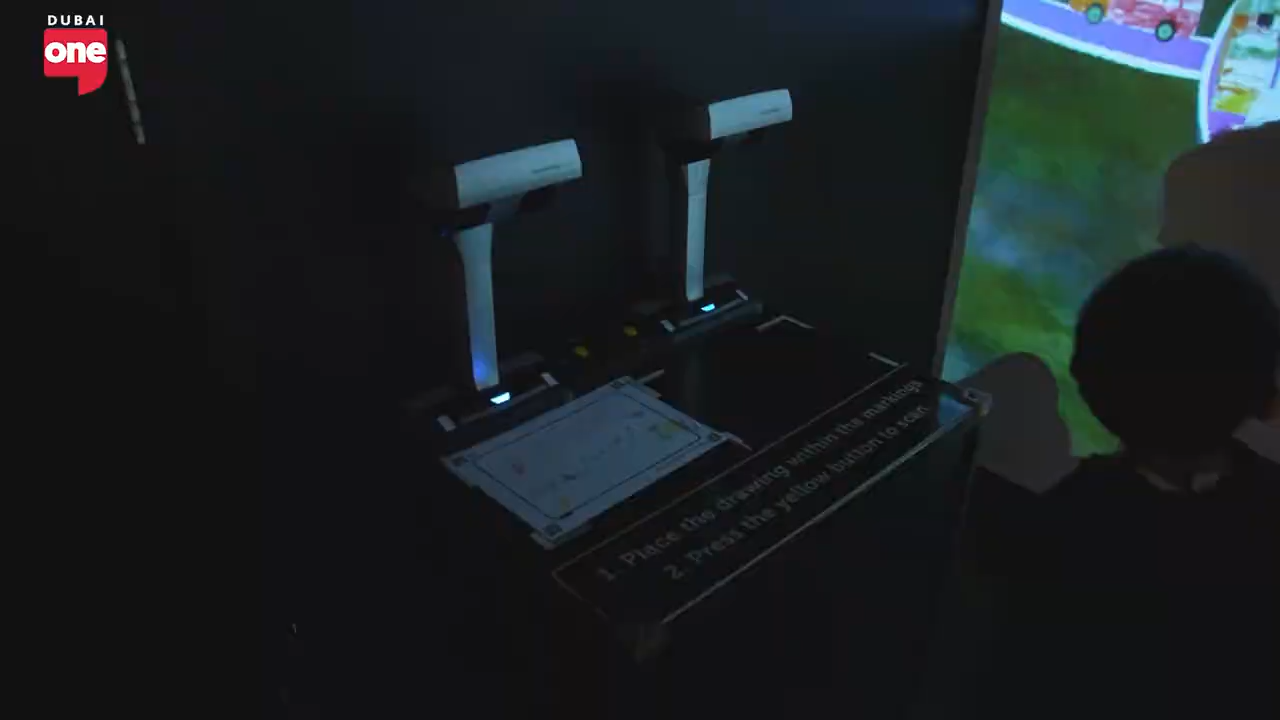 DUBAI
one
1. Place the drawing within the markings
2. Press the yellow button to scan